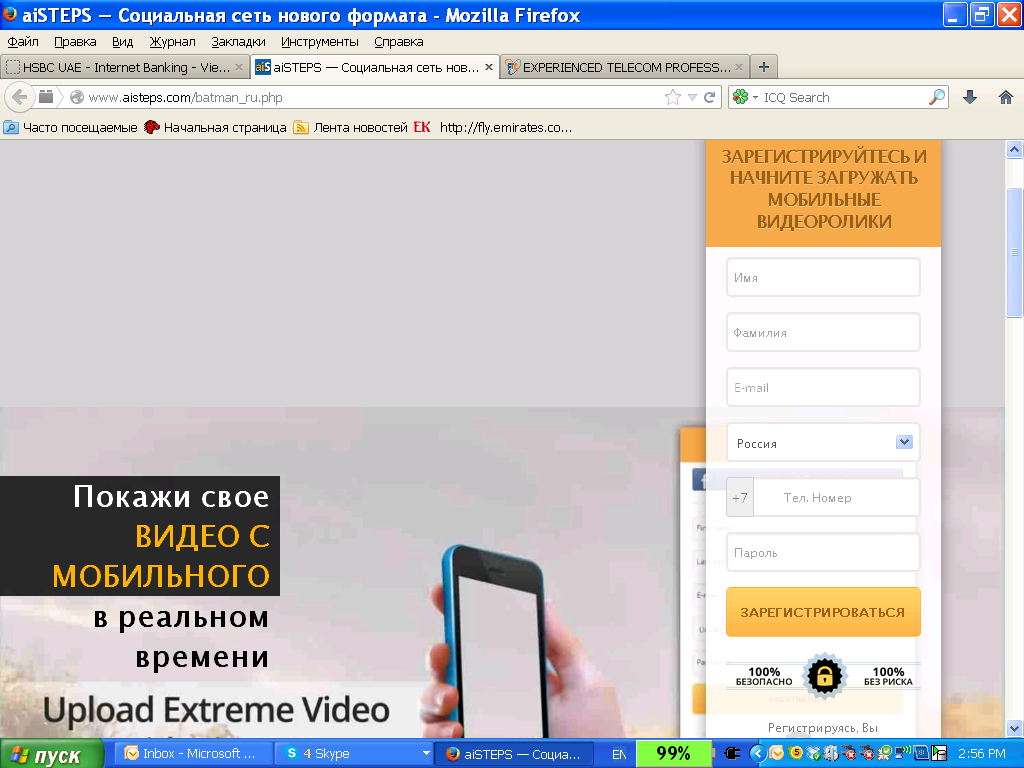 aiSTEPS — Социальная сеть нового формата - Mozilla Firefox
Файл Правка Вид Журнал Закладки Инструменты Справка
HSBC UAE - Internet Banking - Vie... aiSTEPS — Социальная сеть нов... EXPERIENCED TELECOM PROFESS...
www.aisteps.com/batman_ru.php ICQ Search
Часто посещаемые Начальная страница Лента новостей EK http://fly.emirates.co...
ЗАРЕГИСТРИРУЙТЕСЬ И
НАЧНИТЕ ЗАГРУЖАТЬ
МОБИЛЬНЫЕ
ВИДЕОРОЛИКИ
Имя
Фамилия
E-mail
Россия
+7 Тел. Номер
Пароль
ЗАРЕГИСТРИРОВАТЬСЯ
100% БЕЗОПАСНО 100% БЕЗ РИСКА
Регистрируясь, Вы
Покажи свое
ВИДЕО С
МОБИЛЬНОГО
в реальном
времени
Upload Extreme Video
пуск Inbox - Microsoft ... 4 Skype aiSTEPS — Социа... EN 99% 2:56 PM